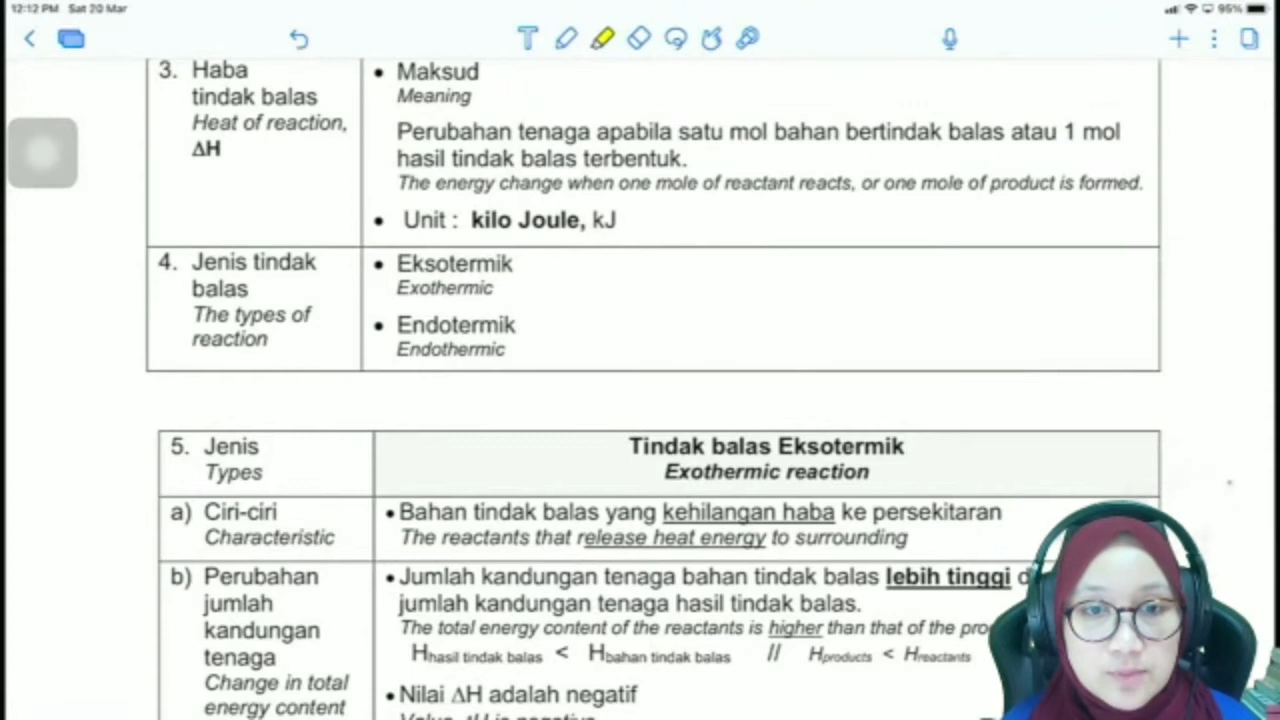 12:12 PM Sat 20 Mar
95%
3. Haba
tindak balas
Heat of reaction,
ΔH
• Maksud
Meaning
Perubahan tenaga apabila satu mol bahan bertindak balas atau 1 mol
hasil tindak balas terbentuk.
The energy change when one mole of reactant reacts, or one mole of product is formed.
• Unit : kilo Joule, kJ
4. Jenis tindak
balas
The types of
reaction
• Eksotermik
Exothermic
• Endotermik
Endothermic
5. Jenis
Types
Tindak balas Eksotermik
Exothermic reaction
a) Ciri-ciri
Characteristic
• Bahan tindak balas yang kehilangan haba ke persekitaran
The reactants that release heat energy to surrounding
b) Perubahan
jumlah
kandungan
tenaga
Change in total
energy content
• Jumlah kandungan tenaga bahan tindak balas lebih tinggi
jumlah kandungan tenaga hasil tindak balas.
The total energy content of the reactants is higher than that of the
Hhasil tindak balas < Hbahan tindak balas // Hproducts < Hreactants
• Nilai ΔH adalah negatif